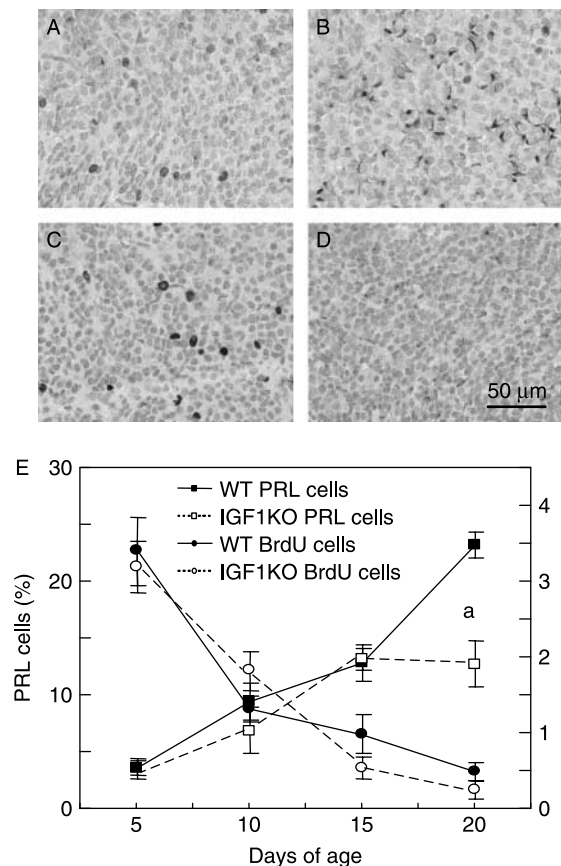 A
B
C
D
50 μm
E
30
20
10
0
PRL cells (%)
WT PRL cells
IGF1KO PRL cells
WT BrdU cells
IGF1KO BrdU cells
a
4
3
2
1
0
5 10 15 20
Days of age